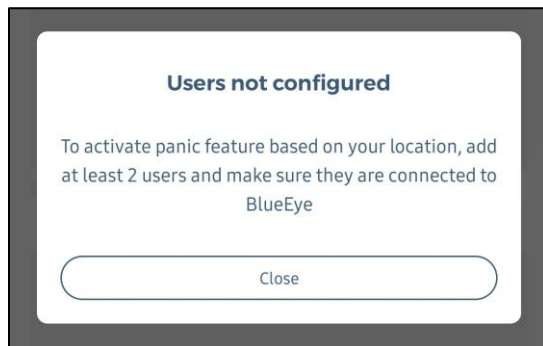 Users not configured
To activate panic feature based on your location, add
at least 2 users and make sure they are connected to
BlueEye
Close